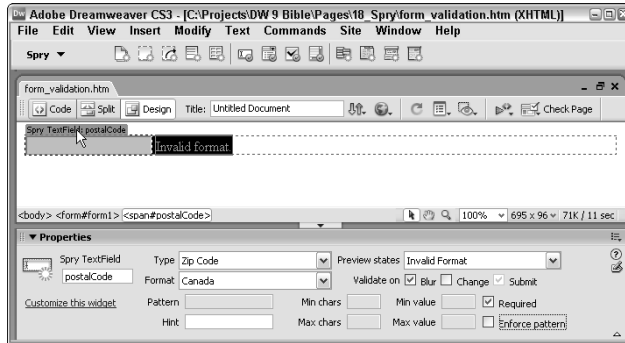 Adobe Dreamweaver CS3 - [C:\Projects\DW 9 Bible\Pages\18_Spry\form_validation.htm (XHTML)]
File Edit View Insert Modify Text Commands Site Window Help
Spry
form_validation.htm
Code Split Design Title: Untitled Document Check Page
Spry TextField: postalCode
Invalid format.
<body> <form#form1> <span#postalCode> 100% 695 x 96 71K / 11 sec
Properties
Spry TextField Type Zip Code Preview states Invalid Format
postalCode Format Canada Validate on Blur Change Submit
Customize this widget Pattern Min chars Min value Required
Hint Max chars Max value Enforce pattern